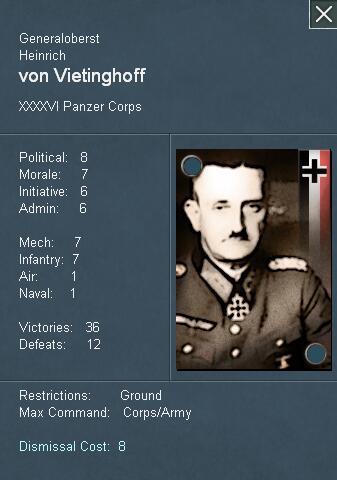 Generaloberst
Heinrich
von Vietinghoff
XXXXVI Panzer Corps
Political: 8
Morale: 7
Initiative: 6
Admin: 6
Mech: 7
Infantry: 7
Air: 1
Naval: 1
Victories: 36
Defeats: 12
Restrictions: Ground
Max Command: Corps/Army
Dismissal Cost: 8